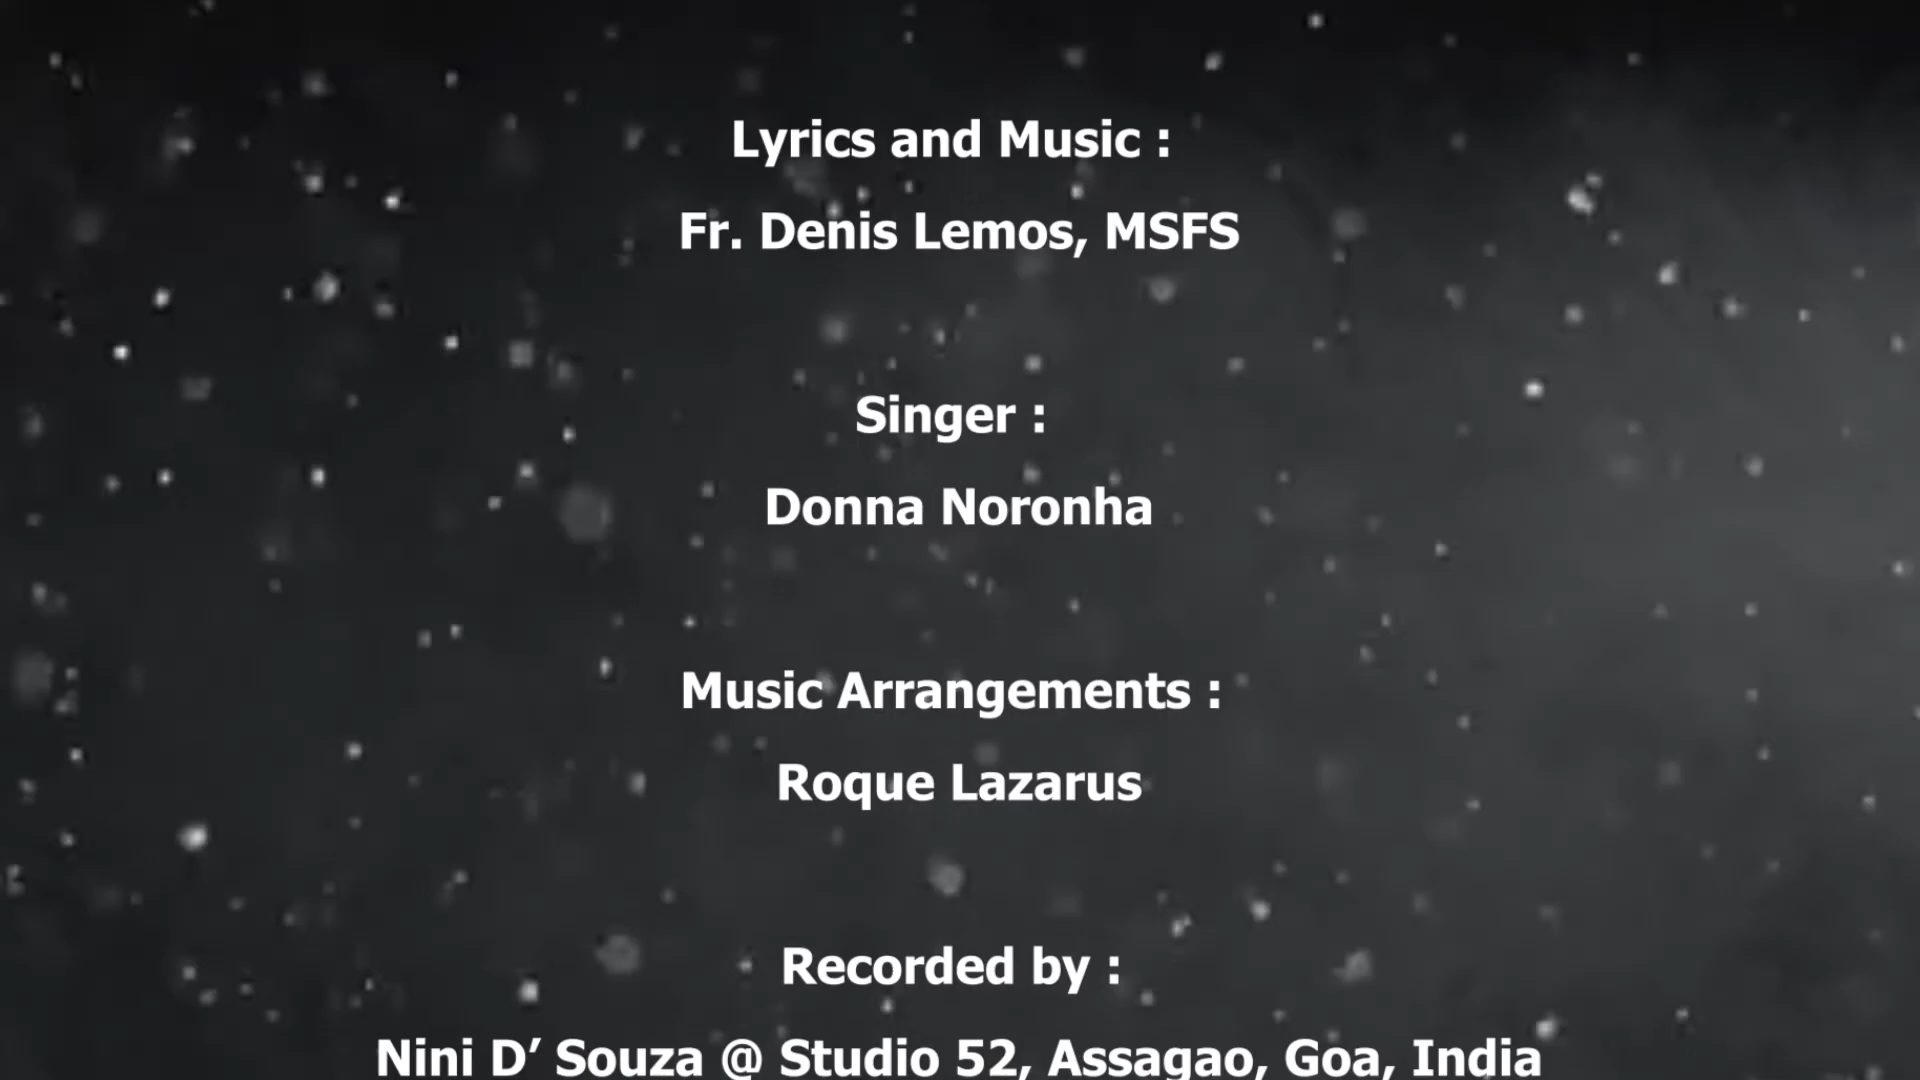 Lyrics and Music :
Fr. Denis Lemos, MSFS
Singer :
Donna Noronha
Music Arrangements :
Roque Lazarus
Recorded by :
Nini D’ Souza @ Studio 52, Assagao, Goa, India